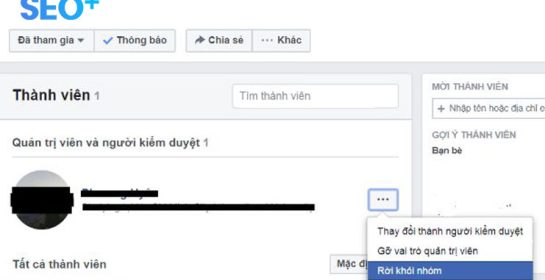 SEO+
Đã tham gia
Thông báo
Chia sẻ
··· Khác
Thành viên 1
Tìm thành viên
MỜI THÀNH VIÊN
+ Nhập tên hoặc địa chỉ e
Quản trị viên và người kiểm duyệt 1
GỢI Ý THÀNH VIÊN
Bạn bè
Thay đổi thành người kiểm duyệt
Gỡ vai trò quản trị viên
Rời khỏi nhóm
Tất cả thành viên
Mặc đị